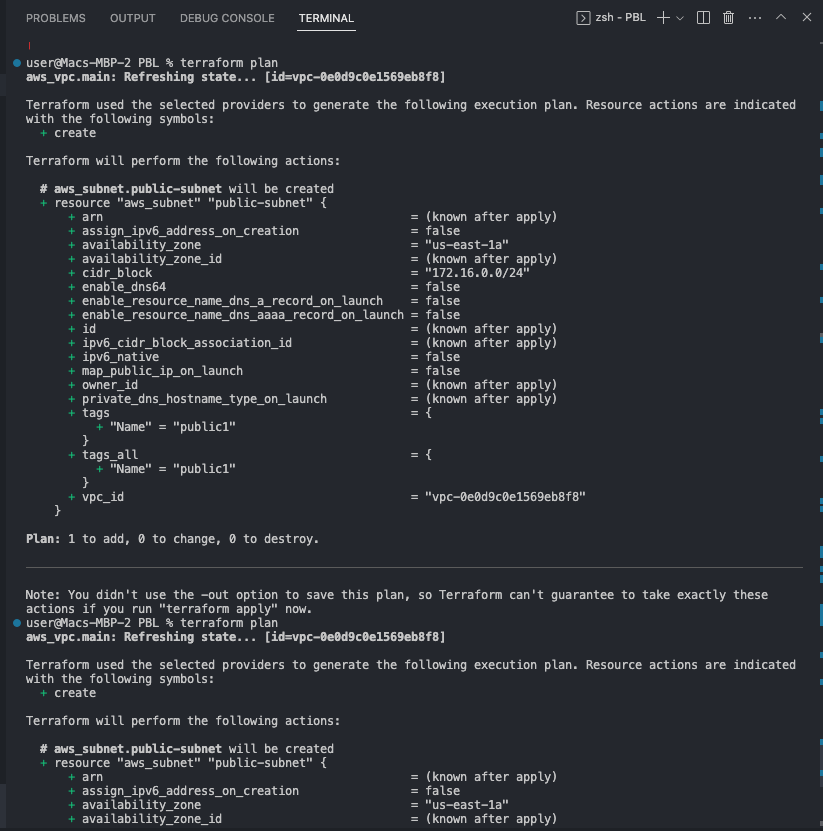 PROBLEMS OUTPUT DEBUG CONSOLE TERMINAL zsh - PBL
user@Macs-MBP-2 PBL % terraform plan
aws_vpc.main: Refreshing state... [id=vpc-0e0d9c0e1569eb8f8]
Terraform used the selected providers to generate the following execution plan. Resource actions are indicated
with the following symbols:
+ create
Terraform will perform the following actions:
# aws_subnet.public-subnet will be created
+ resource "aws_subnet" "public-subnet" {
+ arn = (known after apply)
+ assign_ipv6_address_on_creation = false
+ availability_zone = "us-east-1a"
+ availability_zone_id = (known after apply)
+ cidr_block = "172.16.0.0/24"
+ enable_dns64 = false
+ enable_resource_name_dns_a_record_on_launch = false
+ enable_resource_name_dns_aaaa_record_on_launch = false
+ id = (known after apply)
+ ipv6_cidr_block_association_id = (known after apply)
+ ipv6_native = false
+ map_public_ip_on_launch = false
+ owner_id = (known after apply)
+ private_dns_hostname_type_on_launch = (known after apply)
+ tags = {
+ "Name" = "public1"
}
+ tags_all = {
+ "Name" = "public1"
}
+ vpc_id = "vpc-0e0d9c0e1569eb8f8"
}
Plan: 1 to add, 0 to change, 0 to destroy.
Note: You didn't use the -out option to save this plan, so Terraform can't guarantee to take exactly these
actions if you run "terraform apply" now.
user@Macs-MBP-2 PBL % terraform plan
aws_vpc.main: Refreshing state... [id=vpc-0e0d9c0e1569eb8f8]
Terraform used the selected providers to generate the following execution plan. Resource actions are indicated
with the following symbols:
+ create
Terraform will perform the following actions:
# aws_subnet.public-subnet will be created
+ resource "aws_subnet" "public-subnet" {
+ arn = (known after apply)
+ assign_ipv6_address_on_creation = false
+ availability_zone = "us-east-1a"
+ availability_zone_id = (known after apply)